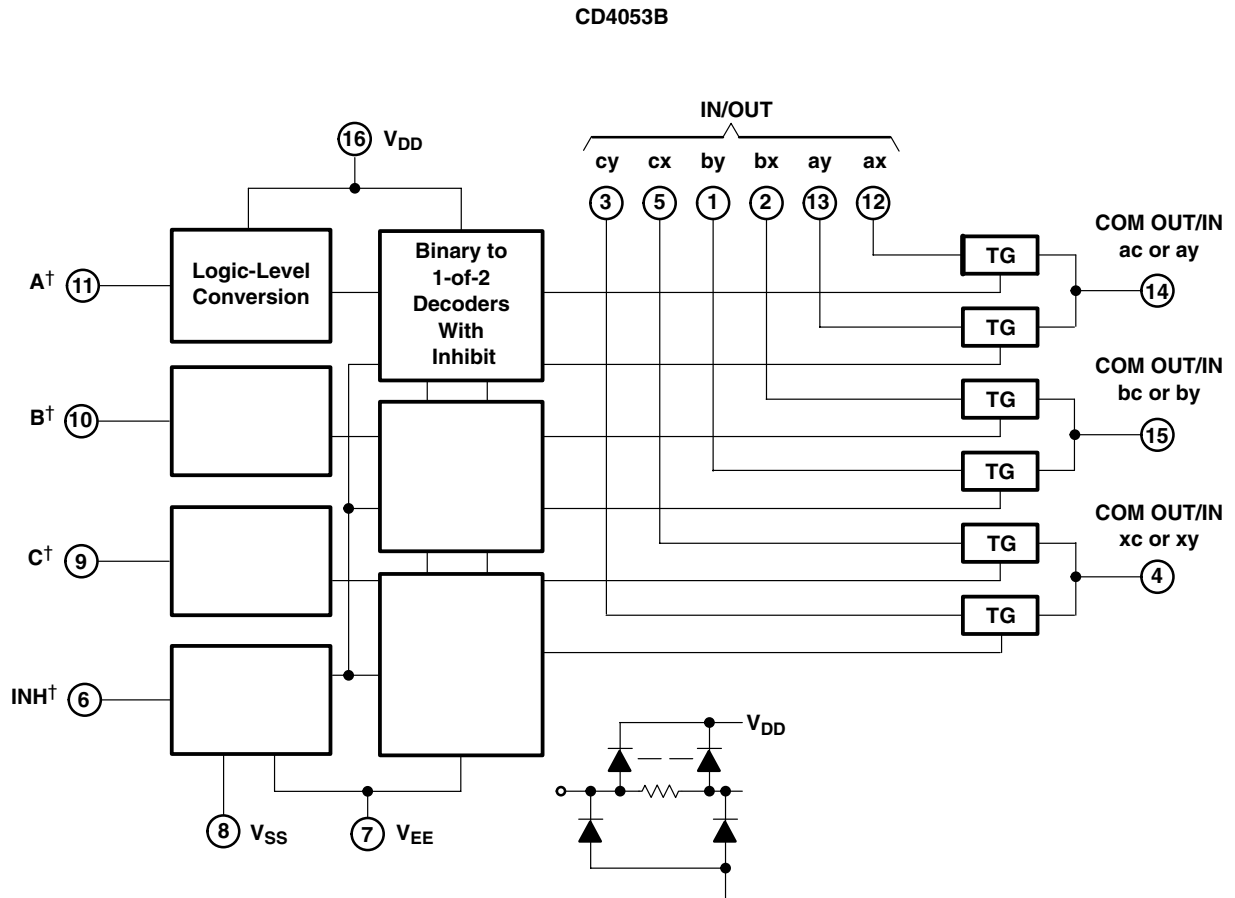 CD4053B
IN/OUT
16 VDD
cy cx by bx ay ax
3 5 1 2 13 12
COM OUT/IN
ac or ay
14
A† 11
Logic-Level
Conversion
Binary to
1-of-2
Decoders
With
Inhibit
TG
TG
COM OUT/IN
bc or by
15
B† 10
TG
TG
COM OUT/IN
xc or xy
4
C† 9
TG
TG
INH† 6
VDD
8 VSS
7 VEE